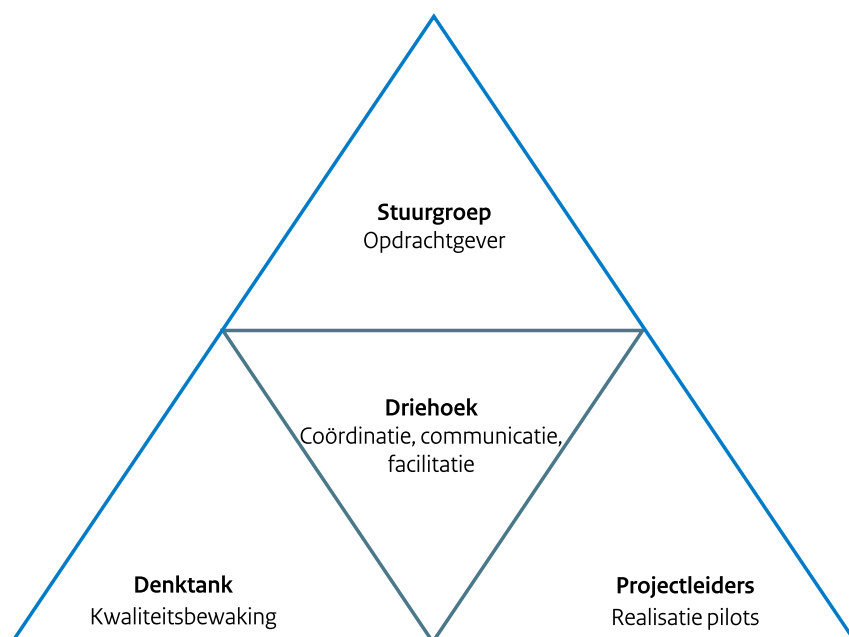 Stuurgroep
Opdrachtgever
Driehoek
Coördinatie, communicatie,
facilitatie
Denktank
Kwaliteitsbewaking
Projectleiders
Realisatie pilots